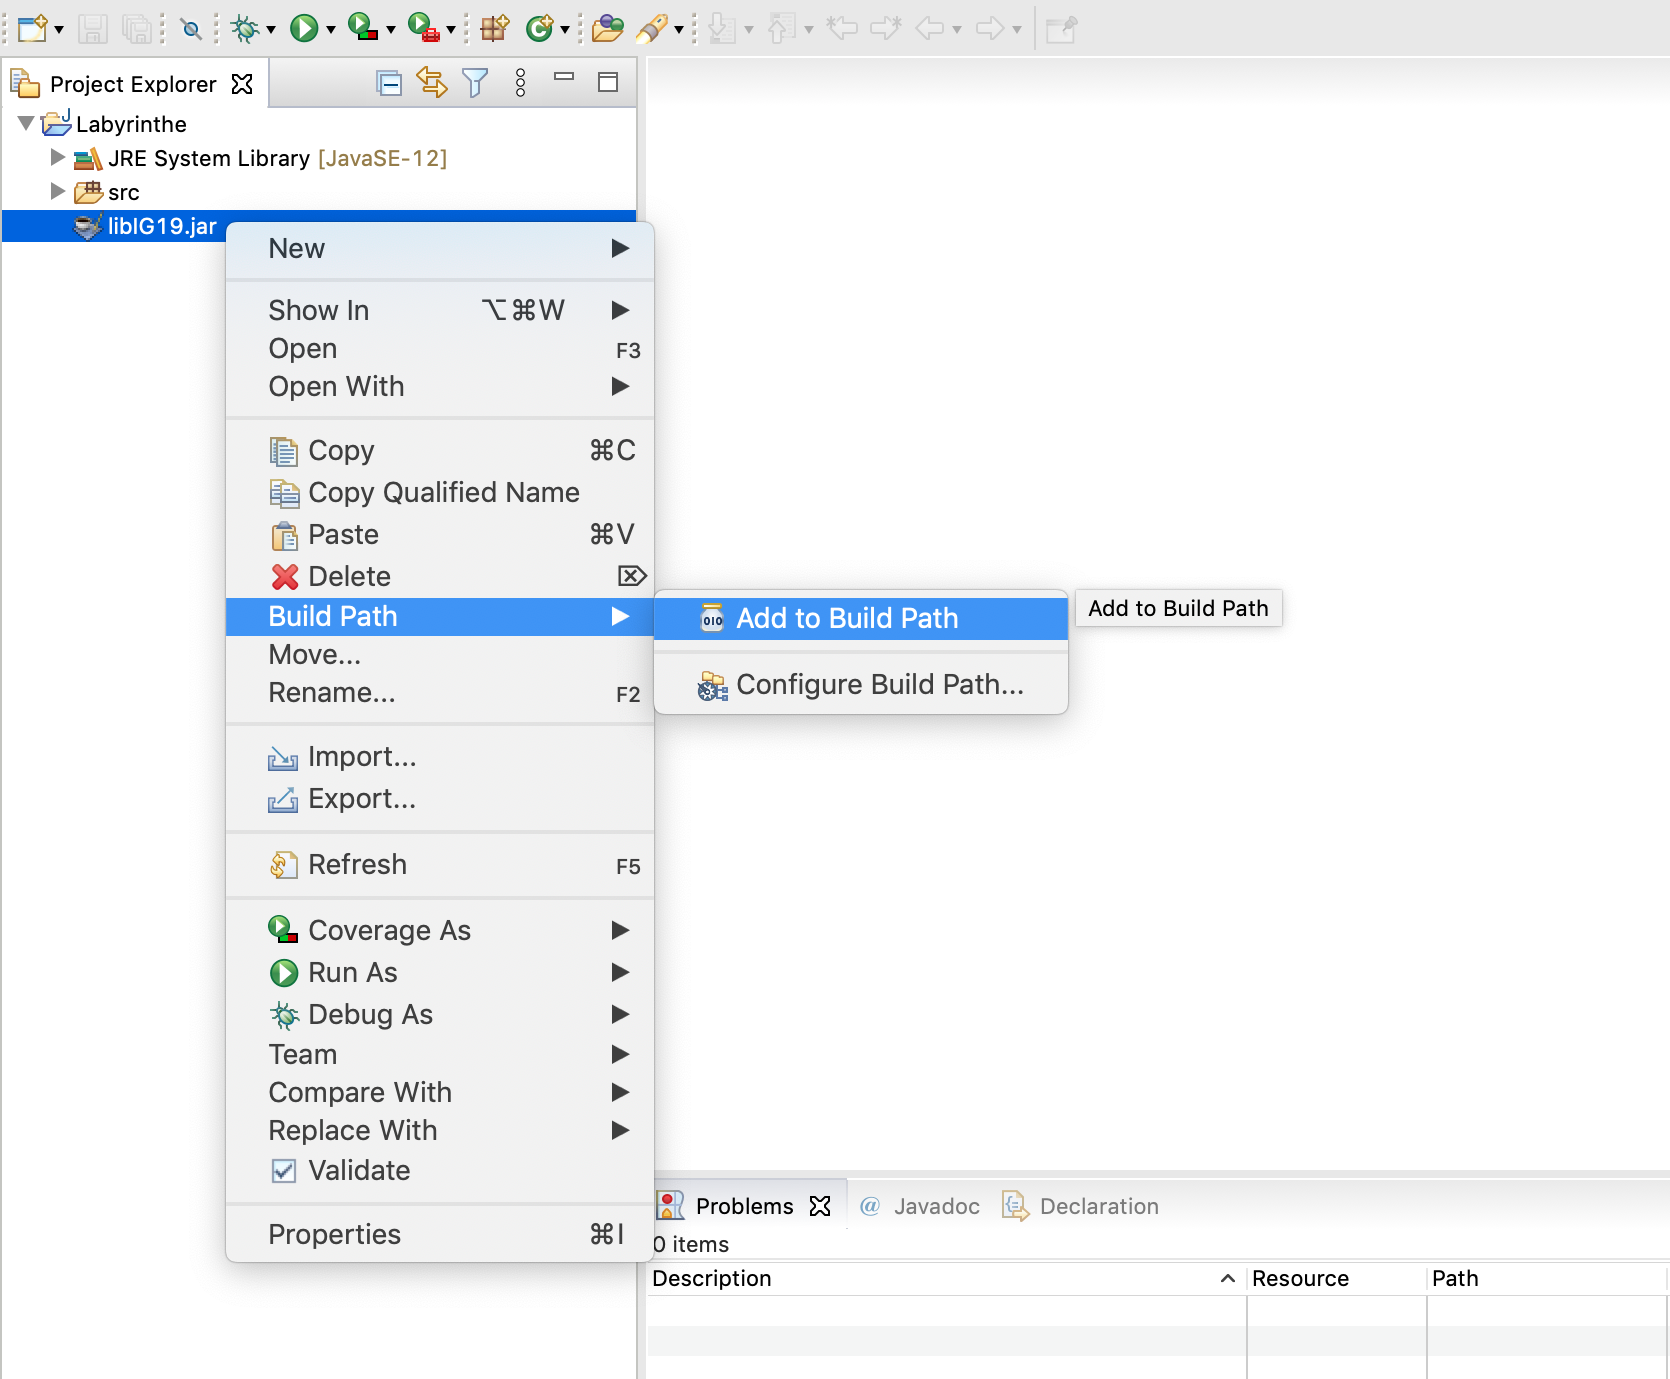 Project Explorer
Labyrinthe
JRE System Library [JavaSE-12]
src
libIG19.jar
New
Show In ⌥⌘W
Open F3
Open With
Copy ⌘C
Copy Qualified Name
Paste ⌘V
Delete ⌦
Build Path
Add to Build Path
Add to Build Path
Move...
Configure Build Path...
Rename... F2
Import...
Export...
Refresh F5
Coverage As
Run As
Debug As
Team
Compare With
Replace With
Validate
Properties ⌘I
Problems @ Javadoc Declaration
0 items
Description Resource Path